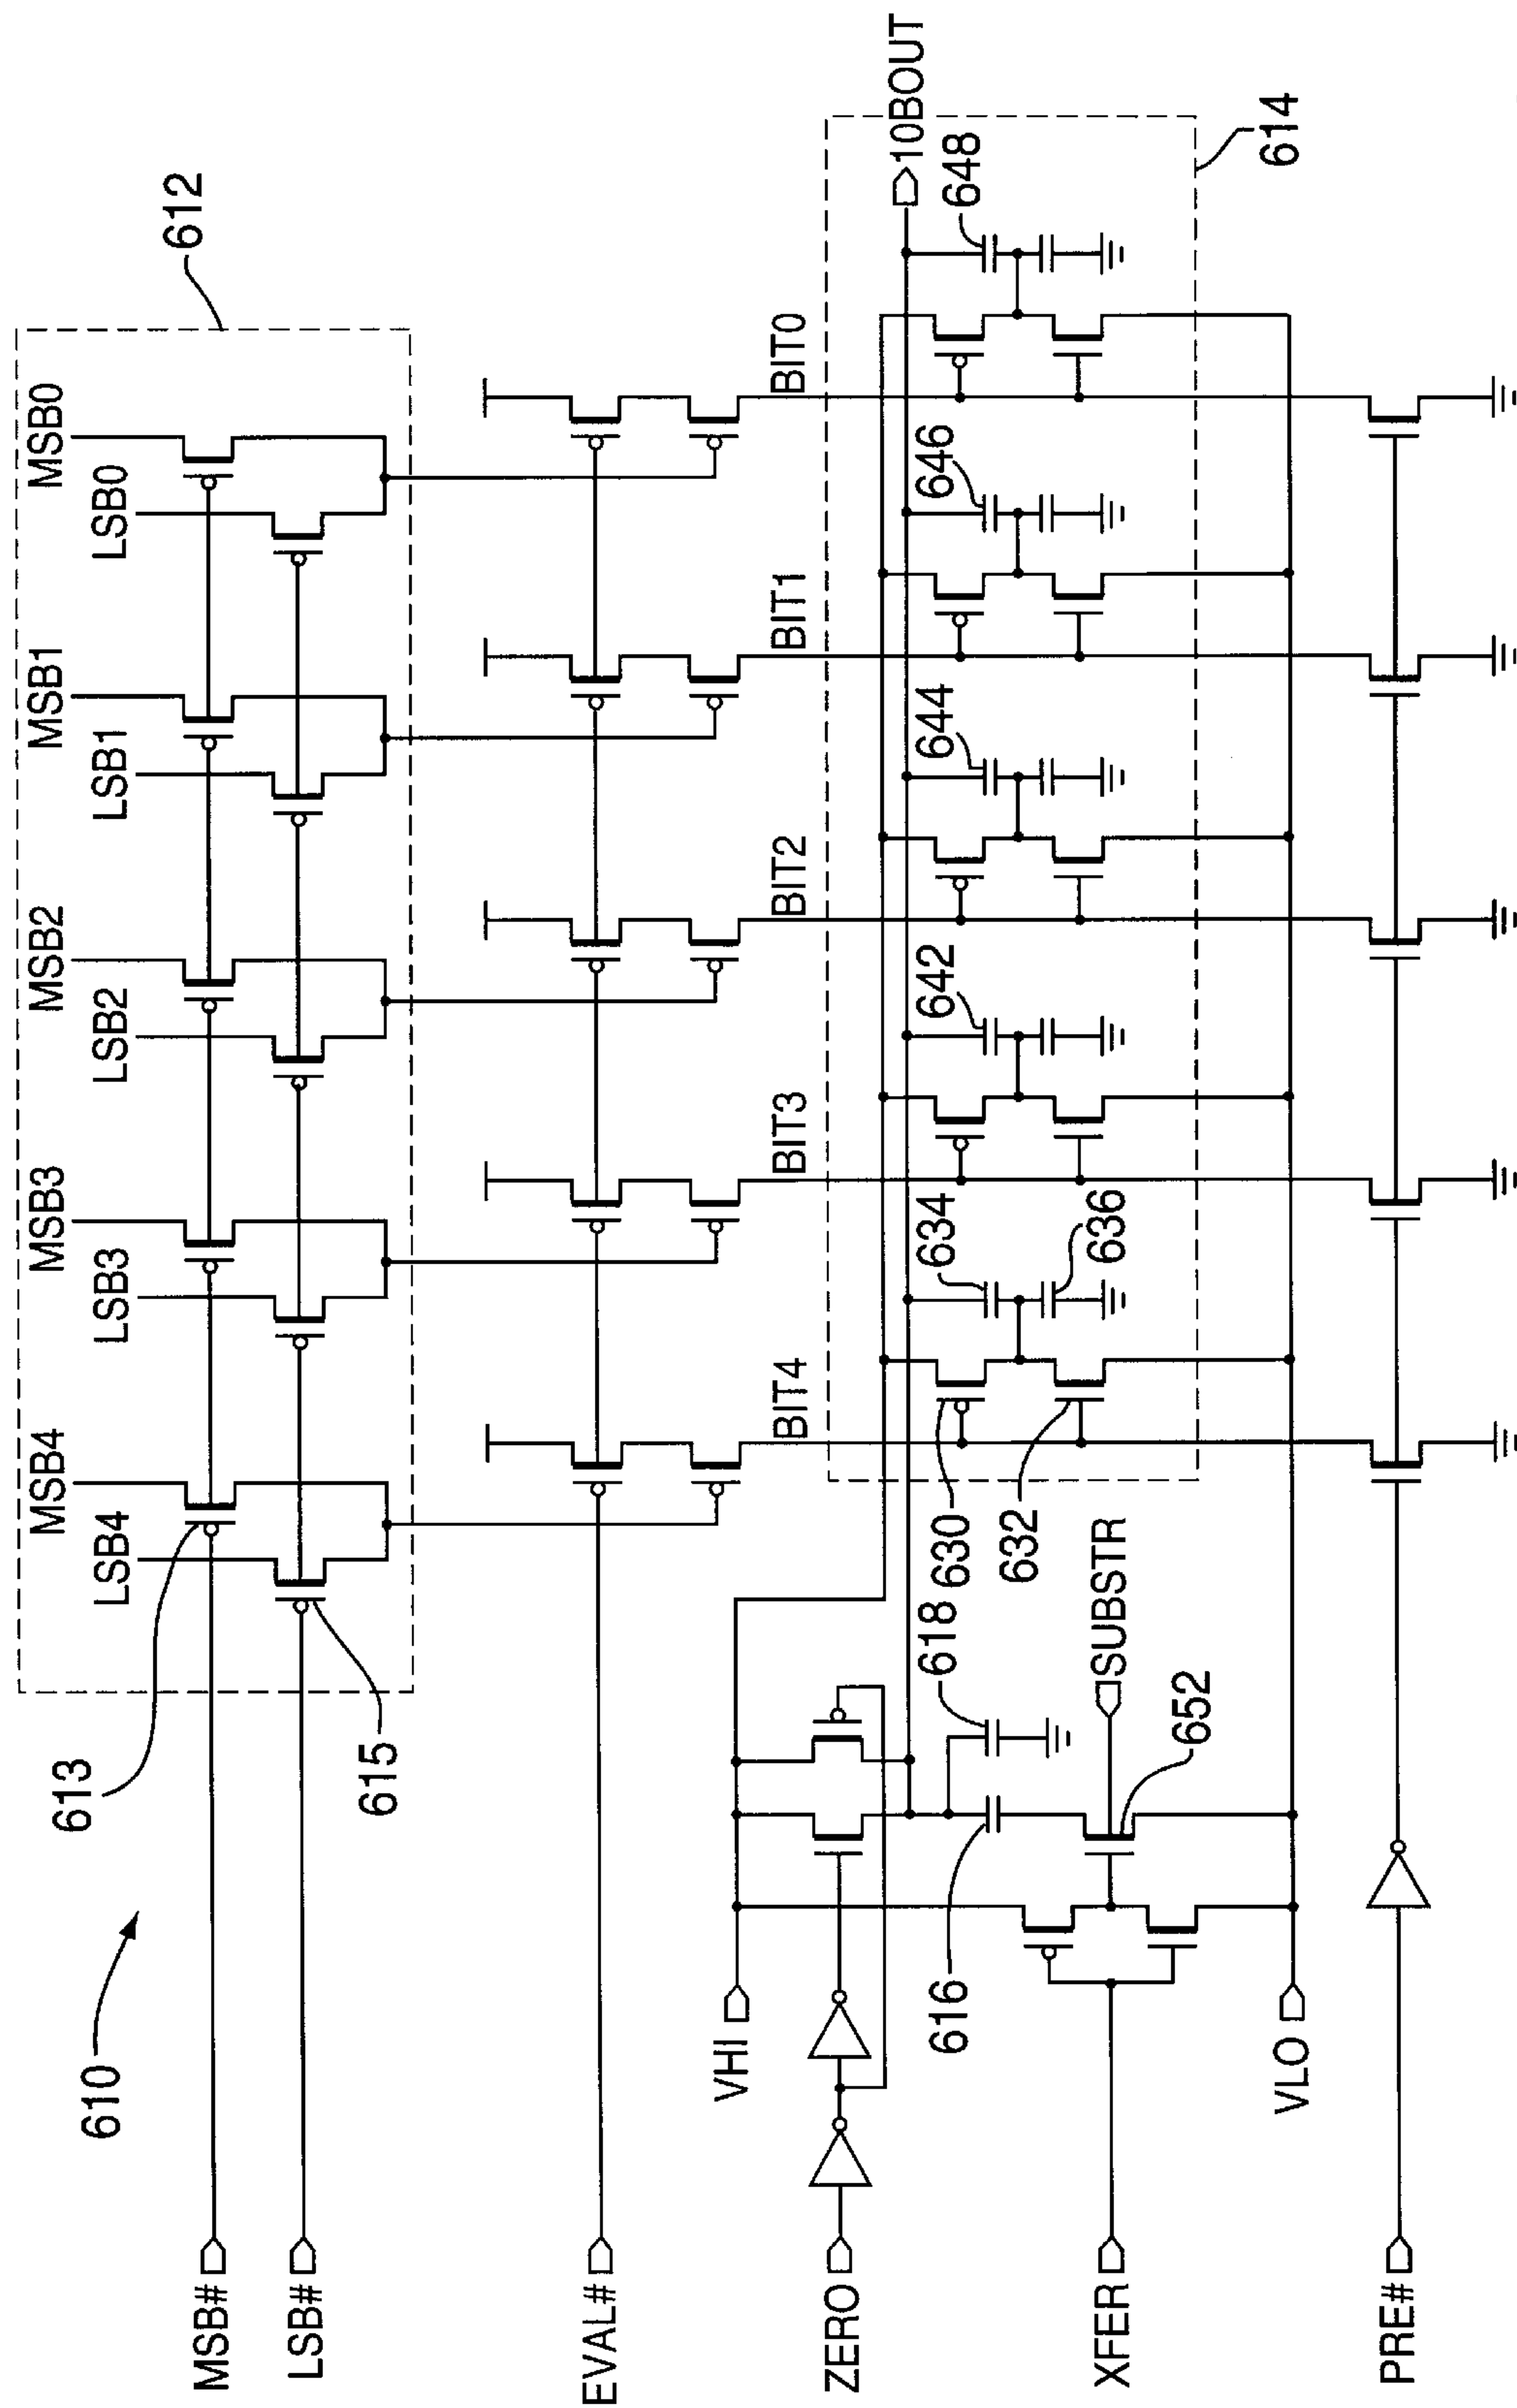 610
612
MSB4
MSB3
MSB2
MSB1
MSB0
LSB4
LSB3
LSB2
LSB1
LSB0
613
615
MSB#
LSB#
EVAL#
BIT4
BIT3
BIT2
BIT1
BIT0
VHI
10BOUT
ZERO
618
616
630
632
634
636
642
644
646
648
614
SUBSTR
652
XFER
VLO
PRE#